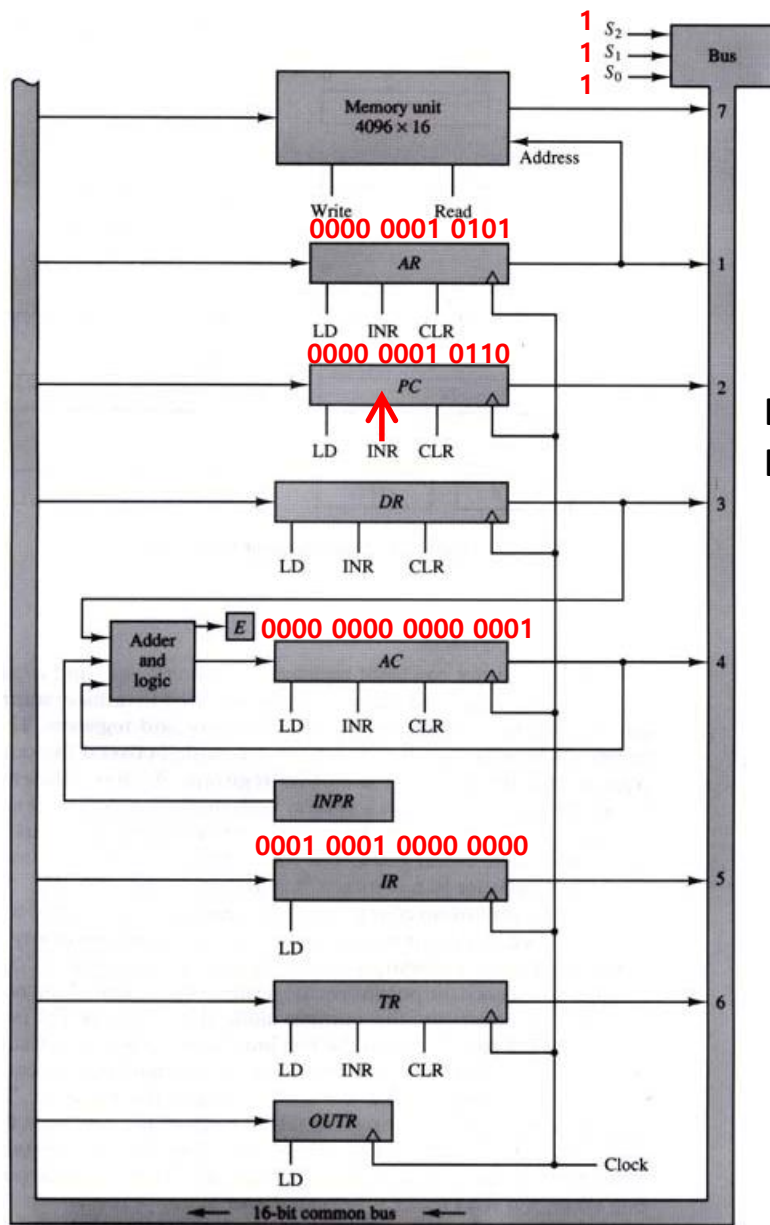 1 S₂
1 S₁
1 S₀
Bus
Memory unit
4096 × 16
7
Address
Write Read
0000 0001 0101
AR
1
LD INR CLR
0000 0001 0110
PC
2
LD INR CLR
DR
3
LD INR CLR
E
0000 0000 0000 0001
Adder
and
logic
AC
4
LD INR CLR
INPR
0001 0001 0000 0000
IR
5
LD
TR
6
LD INR CLR
OUTR
LD
Clock
16-bit common bus